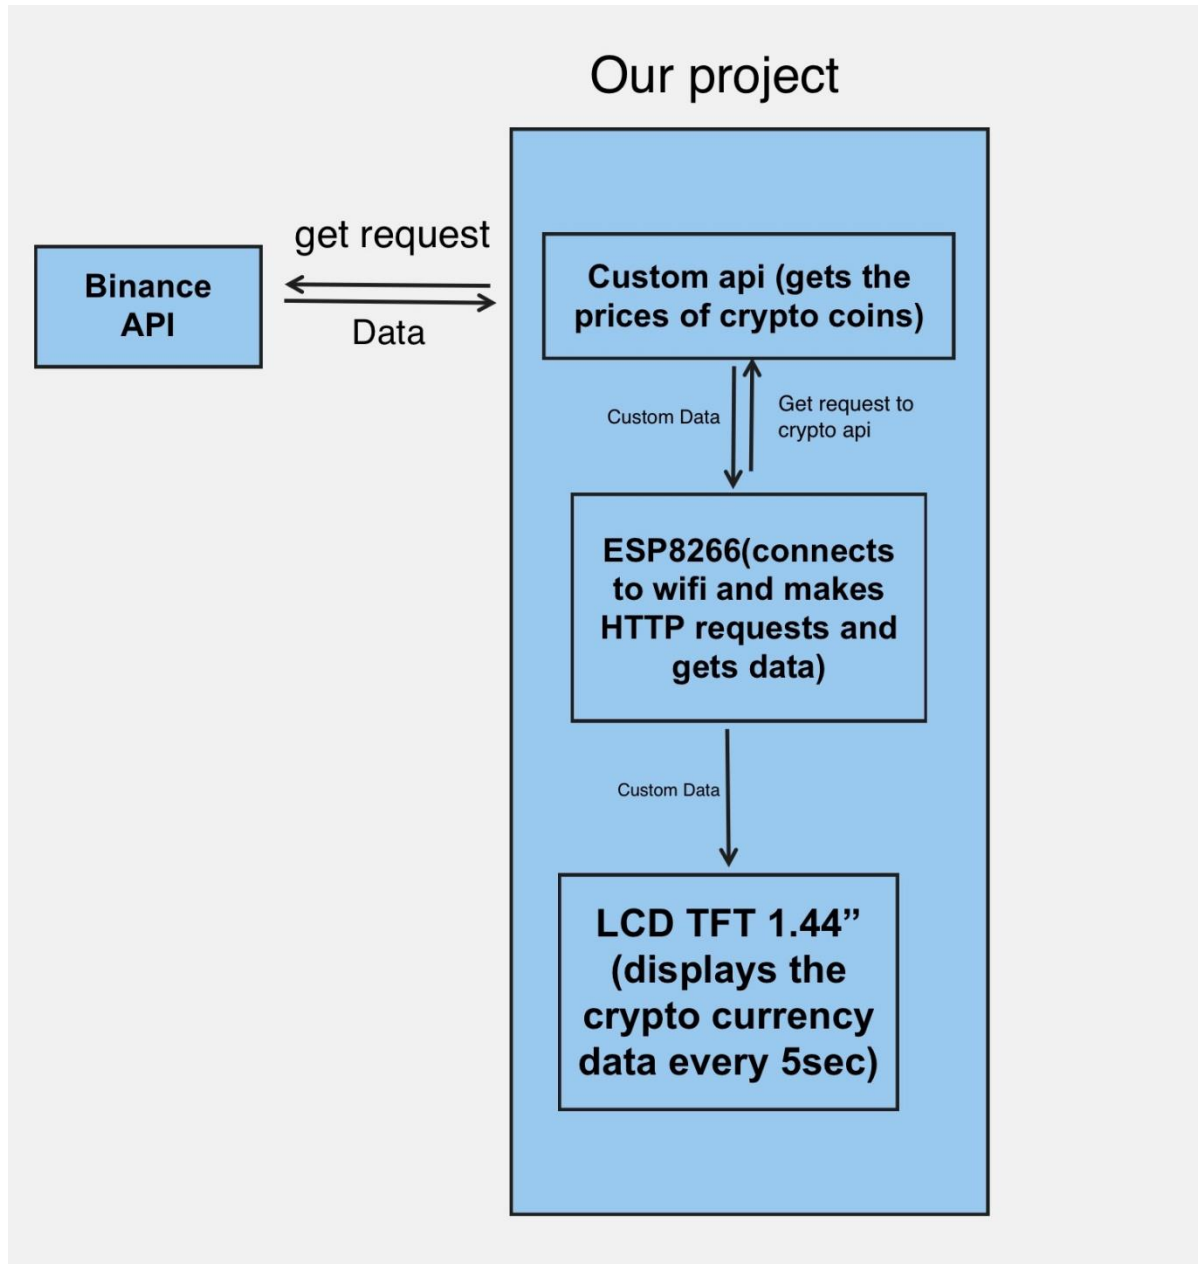 Our project
get request
Binance
API
Data
Custom api (gets the
prices of crypto coins)
Custom Data
Get request to
crypto api
ESP8266(connects
to wifi and makes
HTTP requests and
gets data)
Custom Data
LCD TFT 1.44”
(displays the
crypto currency
data every 5sec)